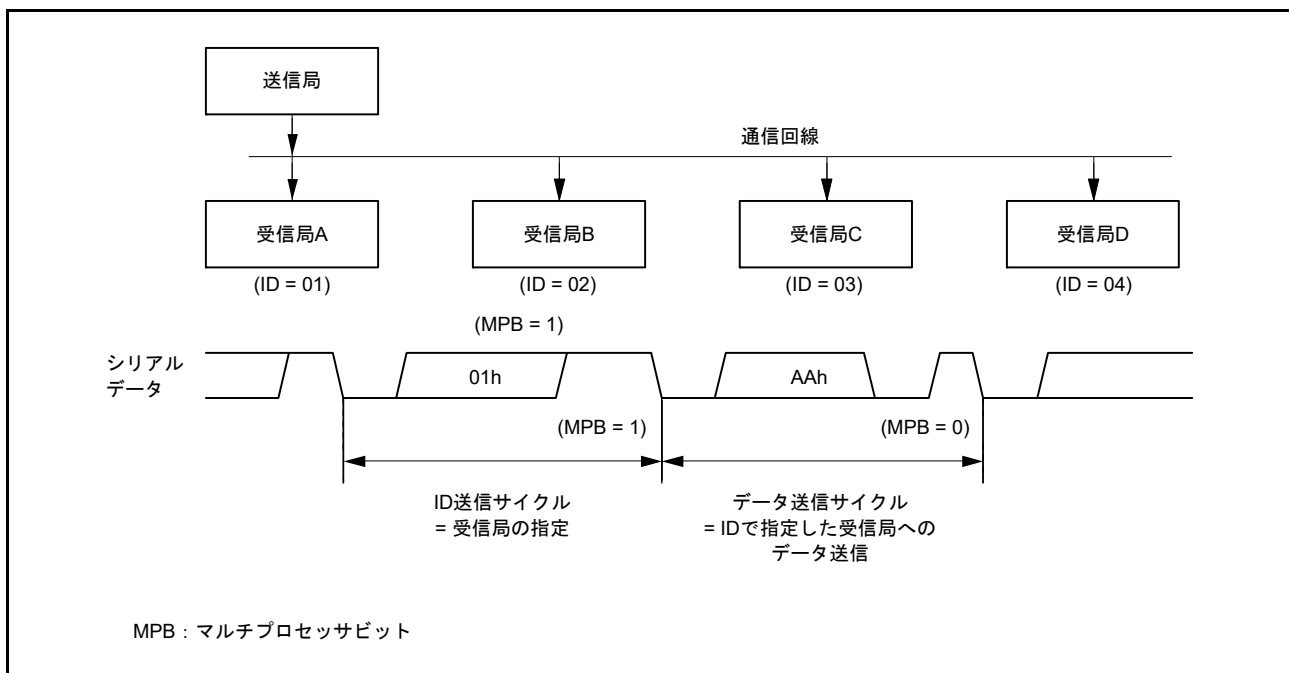 送信局
通信回線
受信局A
受信局B
受信局C
受信局D
(ID = 01)
(ID = 02)
(ID = 03)
(ID = 04)
(MPB = 1)
シリアル
データ
01h
AAh
(MPB = 1)
(MPB = 0)
ID送信サイクル
= 受信局の指定
データ送信サイクル
= IDで指定した受信局への
データ送信
MPB : マルチプロセッサビット